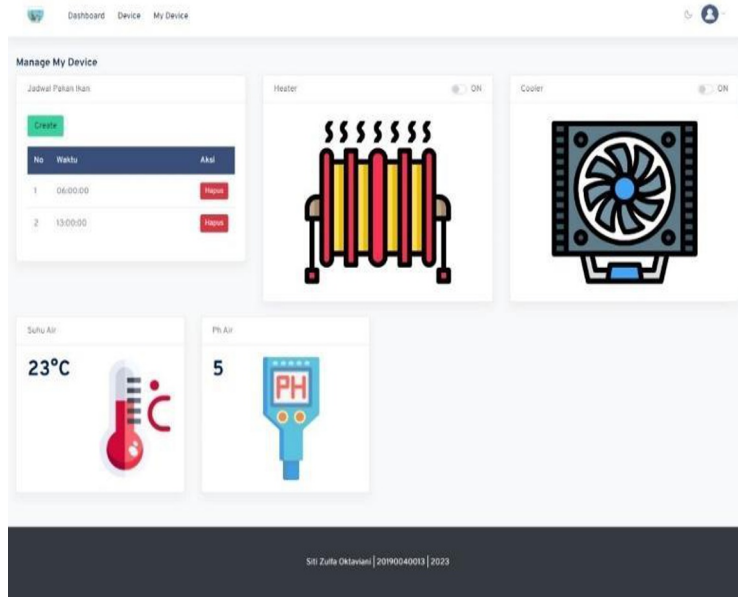 Dashboard Device My Device
Manage My Device
Jadwal Pakan Ikan
Create
No Waktu Aksi
1 06:00:00 Hapus
2 13:00:00 Hapus
Heater ON
Cooler ON
Suhu Air
23°C
°C
Ph Air
5
PH
Siti Zulfa Oktaviani | 20190040013 | 2023